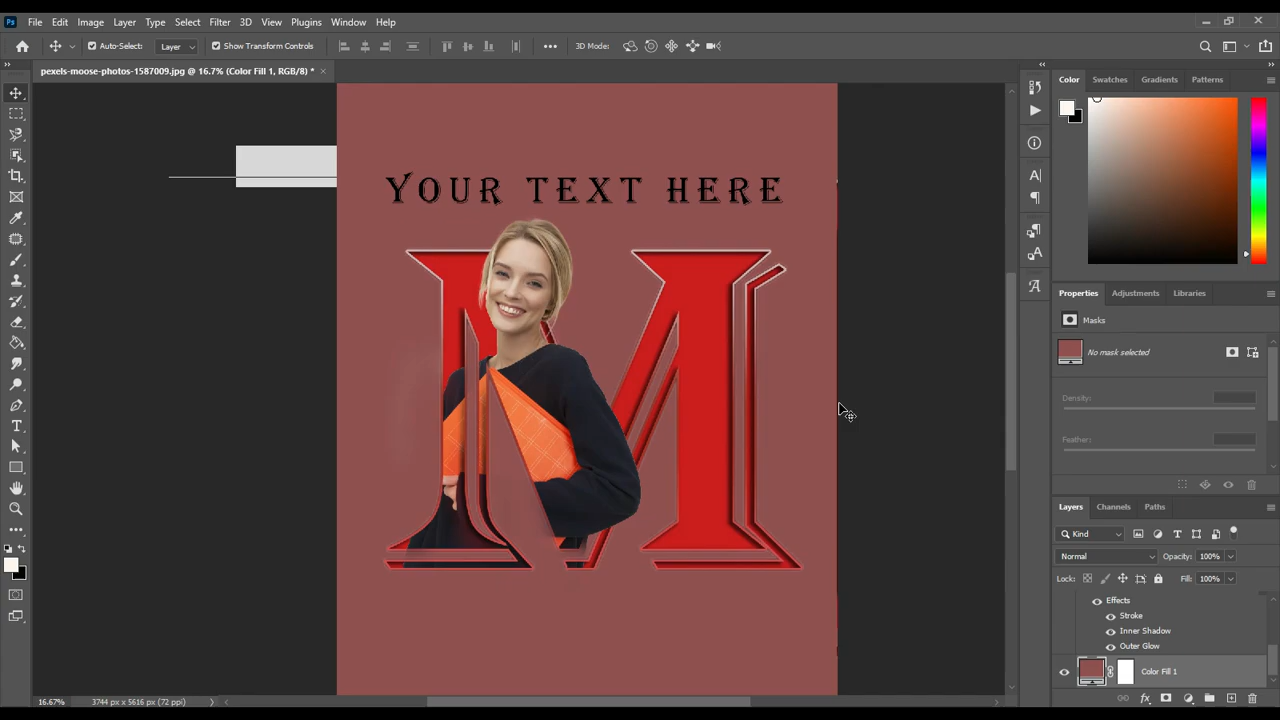 Ps File Edit Image Layer Type Select Filter 3D View Plugins Window Help
Auto-Select: Layer Show Transform Controls 3D Mode:
pexels-moose-photos-1587009.jpg @ 16.7% (Color Fill 1, RGB/8) *
Color Swatches Gradients Patterns
YOUR TEXT HERE
M
Properties Adjustments Libraries
Masks
No mask selected
Density:
Feather:
Layers Channels Paths
Kind
Normal Opacity: 100%
Lock: Fill: 100%
Effects
Stroke
Inner Shadow
Outer Glow
Color Fill 1
16.67% 3744 px x 5616 px (72 ppi)